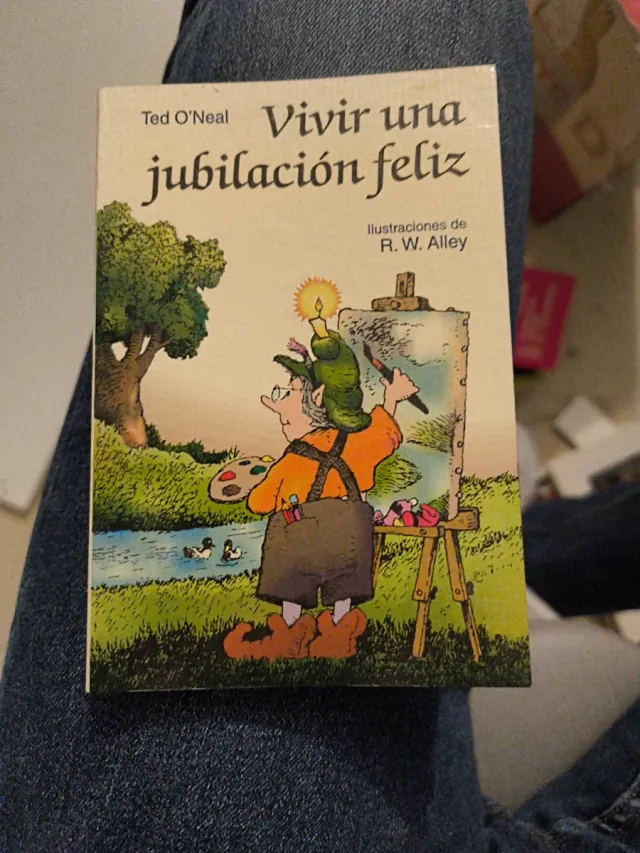 Ted O'Neal
Vivir una
jubilación feliz
Ilustraciones de
R. W. Alley